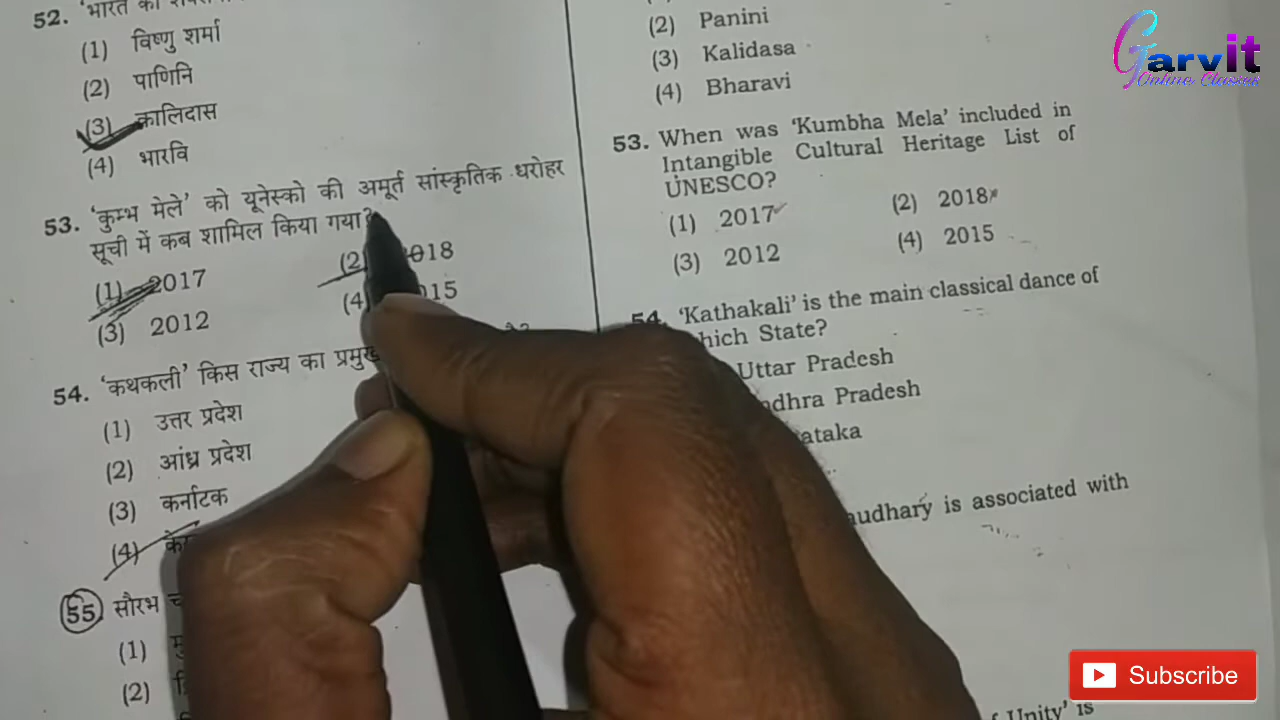 52. 'भारत का
(1) विष्णु शर्मा
(2) पाणिनि
(3) कालिदास
(4) भारवि
53. 'कुम्भ मेले' को यूनेस्को की अमूर्त सांस्कृतिक धरोहर
सूची में कब शामिल किया गया?
(1) 2017
(2) 2018
(3) 2012
(4) 2015
54. 'कथकली' किस राज्य का प्रमुख
(1) उत्तर प्रदेश
(2) आंध्र प्रदेश
(3) कर्नाटक
(4)
55. सौरभ
(1)
(2)
(2) Panini
(3) Kalidasa
(4) Bharavi
53. When was 'Kumbha Mela' included in
Intangible Cultural Heritage List of
UNESCO?
(1) 2017
(2) 2018
(3) 2012
(4) 2015
54. 'Kathakali' is the main classical dance of
which State?
Uttar Pradesh
Andhra Pradesh
is associated with
of Unity' is
Garvit
Online Classes
Subscribe